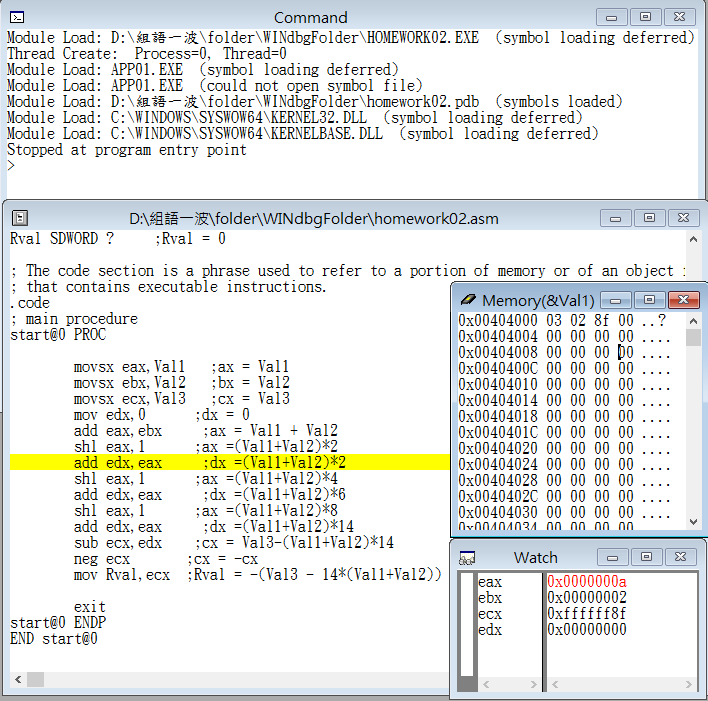 Command
Module Load: D:\組語一波\folder\WINdbgFolder\HOMEWORK02.EXE  (symbol loading deferred)
Thread Create:  Process=0, Thread=0
Module Load: APP01.EXE  (symbol loading deferred)
Module Load: APP01.EXE  (could not open symbol file)
Module Load: D:\組語一波\folder\WINdbgFolder\homework02.pdb  (symbols loaded)
Module Load: C:\WINDOWS\SYSWOW64\KERNEL32.DLL  (symbol loading deferred)
Module Load: C:\WINDOWS\SYSWOW64\KERNELBASE.DLL  (symbol loading deferred)
Stopped at program entry point
>
D:\組語一波\folder\WINdbgFolder\homework02.asm
Rval SDWORD ?     ;Rval = 0
; The code section is a phrase used to refer to a portion of memory or of an object
; that contains executable instructions.
.code
; main procedure
start@0 PROC
movsx eax,Val1   ;ax = Val1
movsx ebx,Val2   ;bx = Val2
movsx ecx,Val3   ;cx = Val3
mov edx,0      ;dx = 0
add eax,ebx     ;ax = Val1 + Val2
shl eax,1      ;ax =(Val1+Val2)*2
add edx,eax     ;dx =(Val1+Val2)*2
shl eax,1      ;ax =(Val1+Val2)*4
add edx,eax     ;dx =(Val1+Val2)*6
shl eax,1      ;ax =(Val1+Val2)*8
add edx,eax     ;dx =(Val1+Val2)*14
sub ecx,edx    ;cx = Val3-(Val1+Val2)*14
neg ecx       ;cx = -cx
mov Rval,ecx  ;Rval = -(Val3 - 14*(Val1+Val2))
exit
start@0 ENDP
END start@0
Memory(&Val1)
0x00404000 03 02 8f 00 ..?
0x00404004 00 00 00 00 ....
0x00404008 00 00 00 00 ....
0x0040400C 00 00 00 00 ....
0x00404010 00 00 00 00 ....
0x00404014 00 00 00 00 ....
0x00404018 00 00 00 00 ....
0x0040401C 00 00 00 00 ....
0x00404020 00 00 00 00 ....
0x00404024 00 00 00 00 ....
0x00404028 00 00 00 00 ....
0x0040402C 00 00 00 00 ....
0x00404030 00 00 00 00 ....
0x00404034 00 00 00 00
Watch
eax 0x0000000a
ebx 0x00000002
ecx 0xffffff8f
edx 0x00000000